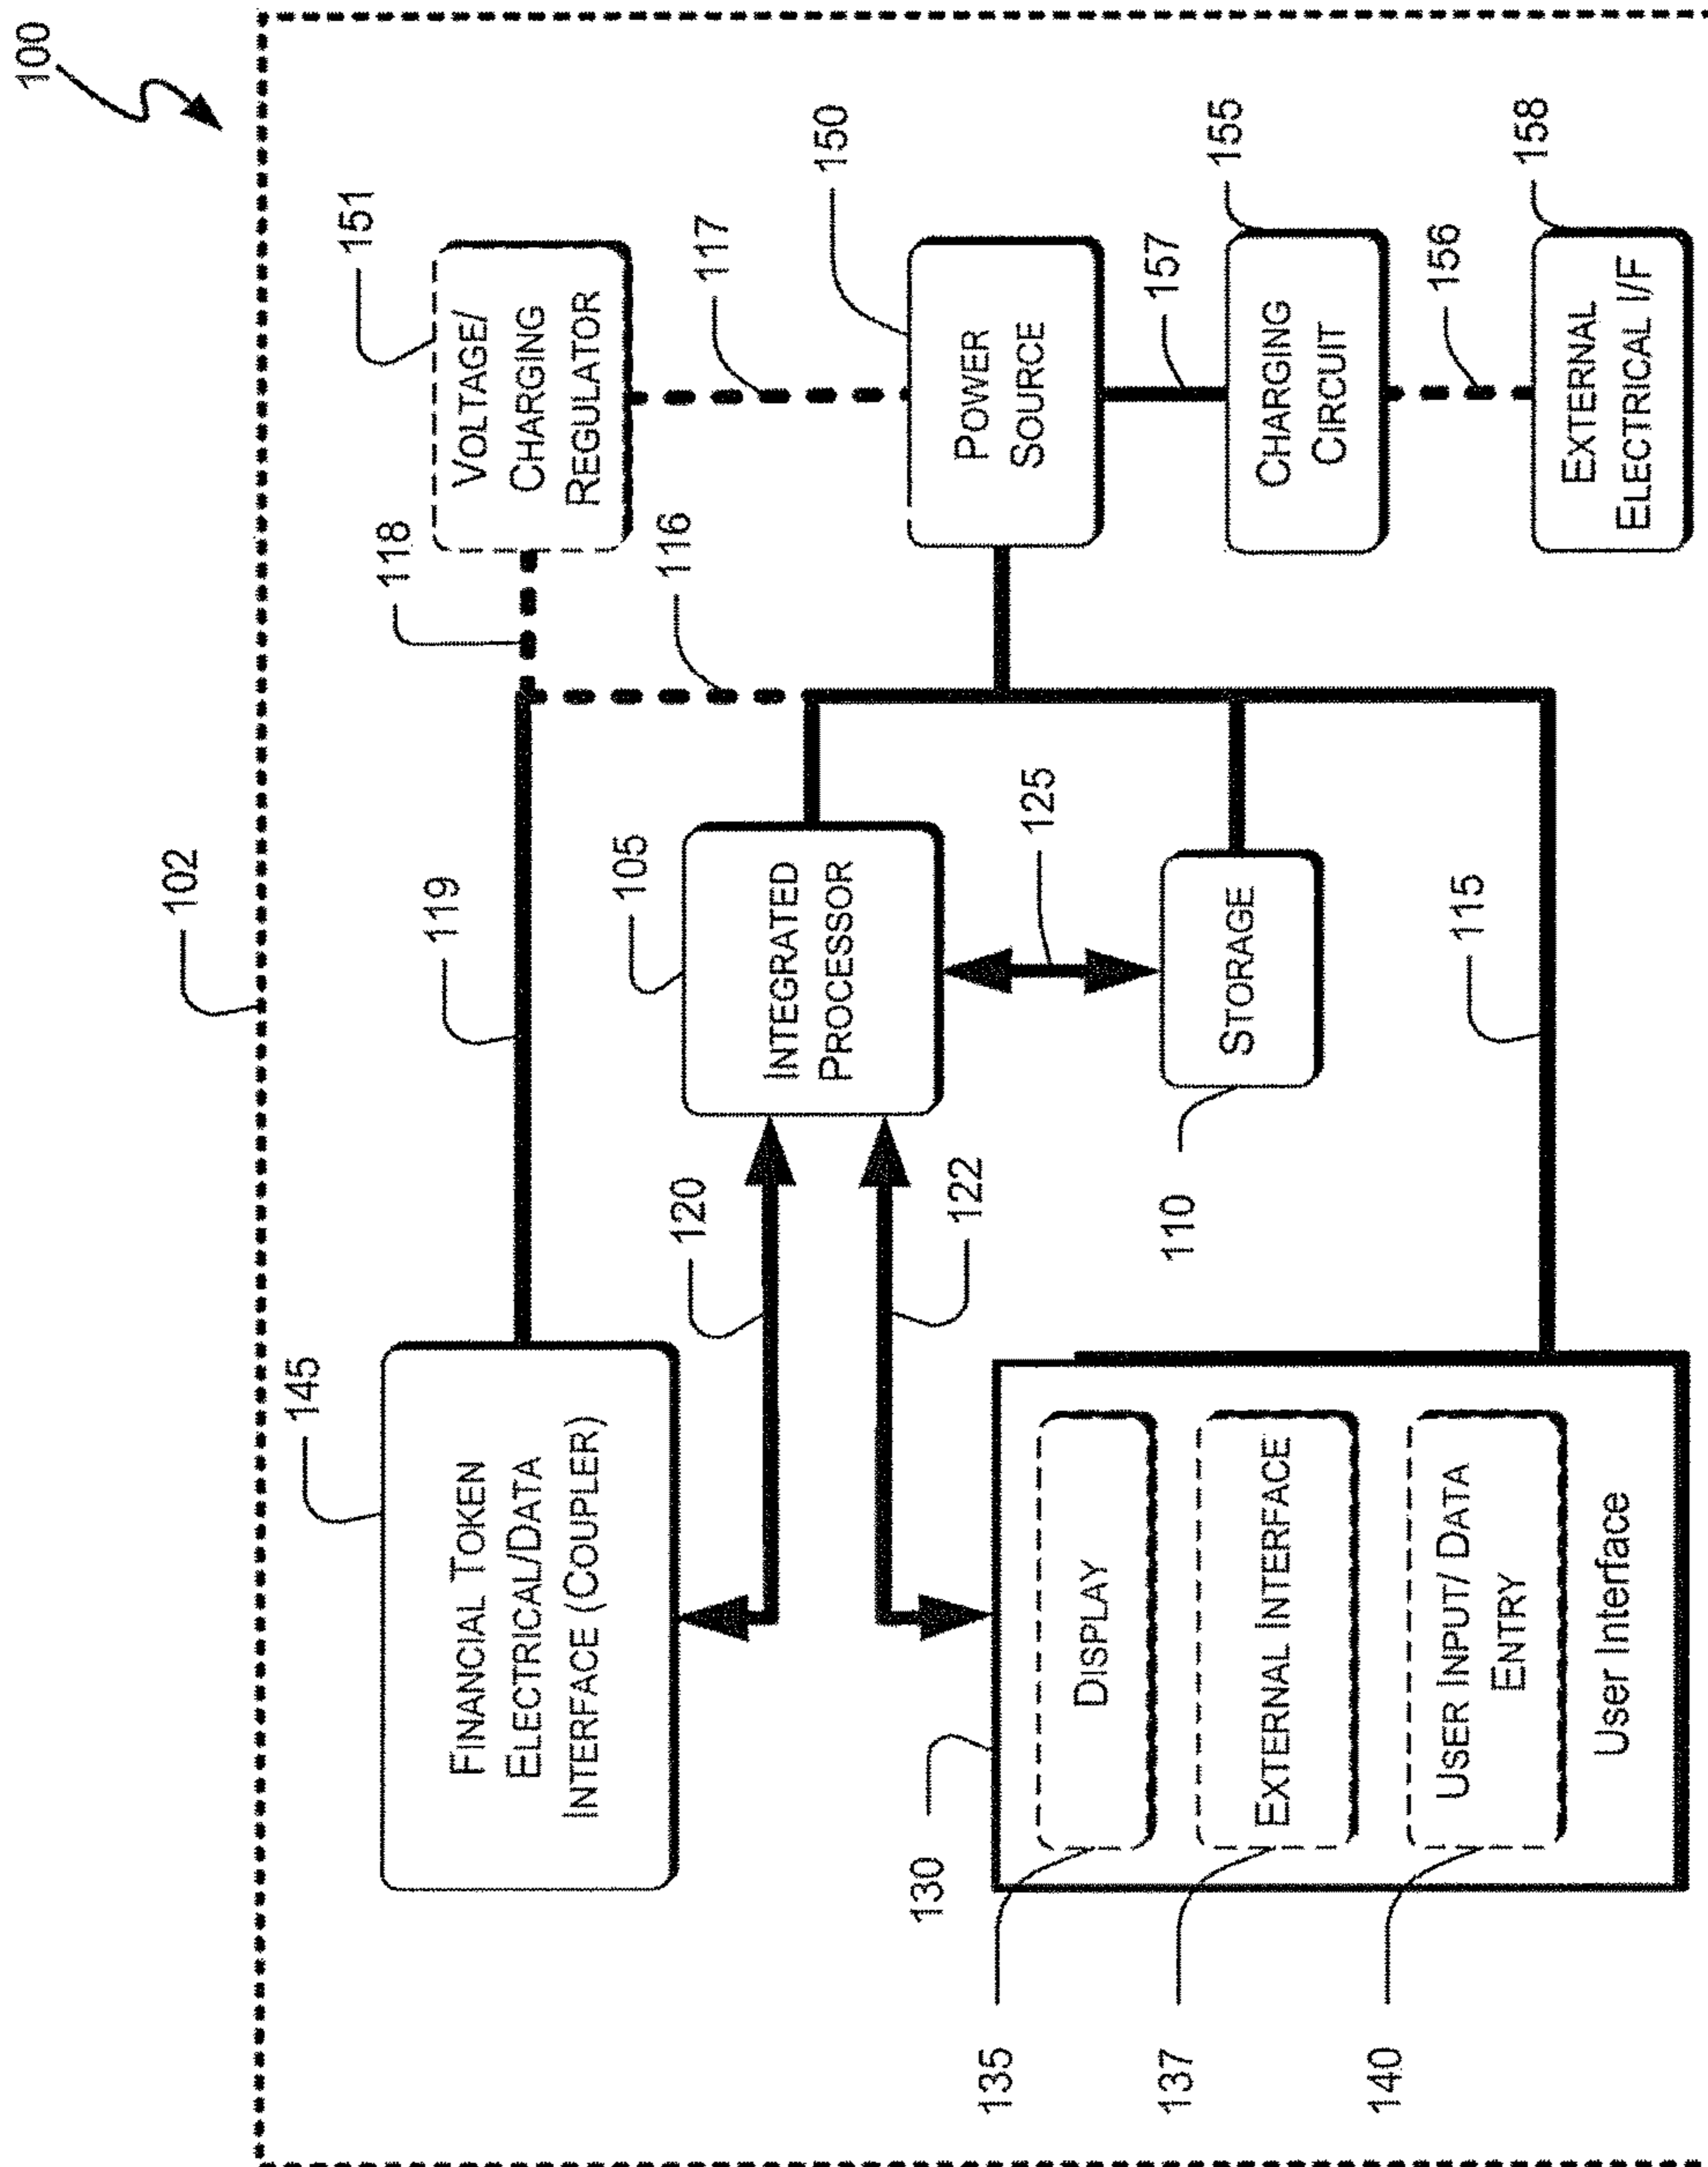 100
102
145
FINANCIAL TOKEN
ELECTRICAL/DATA
INTERFACE (COUPLER)
119
118
151
VOLTAGE/
CHARGING
REGULATOR
120
105
INTEGRATED
PROCESSOR
116
117
150
POWER
SOURCE
122
125
157
130
135
DISPLAY
110
STORAGE
155
CHARGING
CIRCUIT
137
EXTERNAL INTERFACE
156
140
USER INPUT/ DATA
ENTRY
User Interface
115
158
EXTERNAL
ELECTRICAL I/F